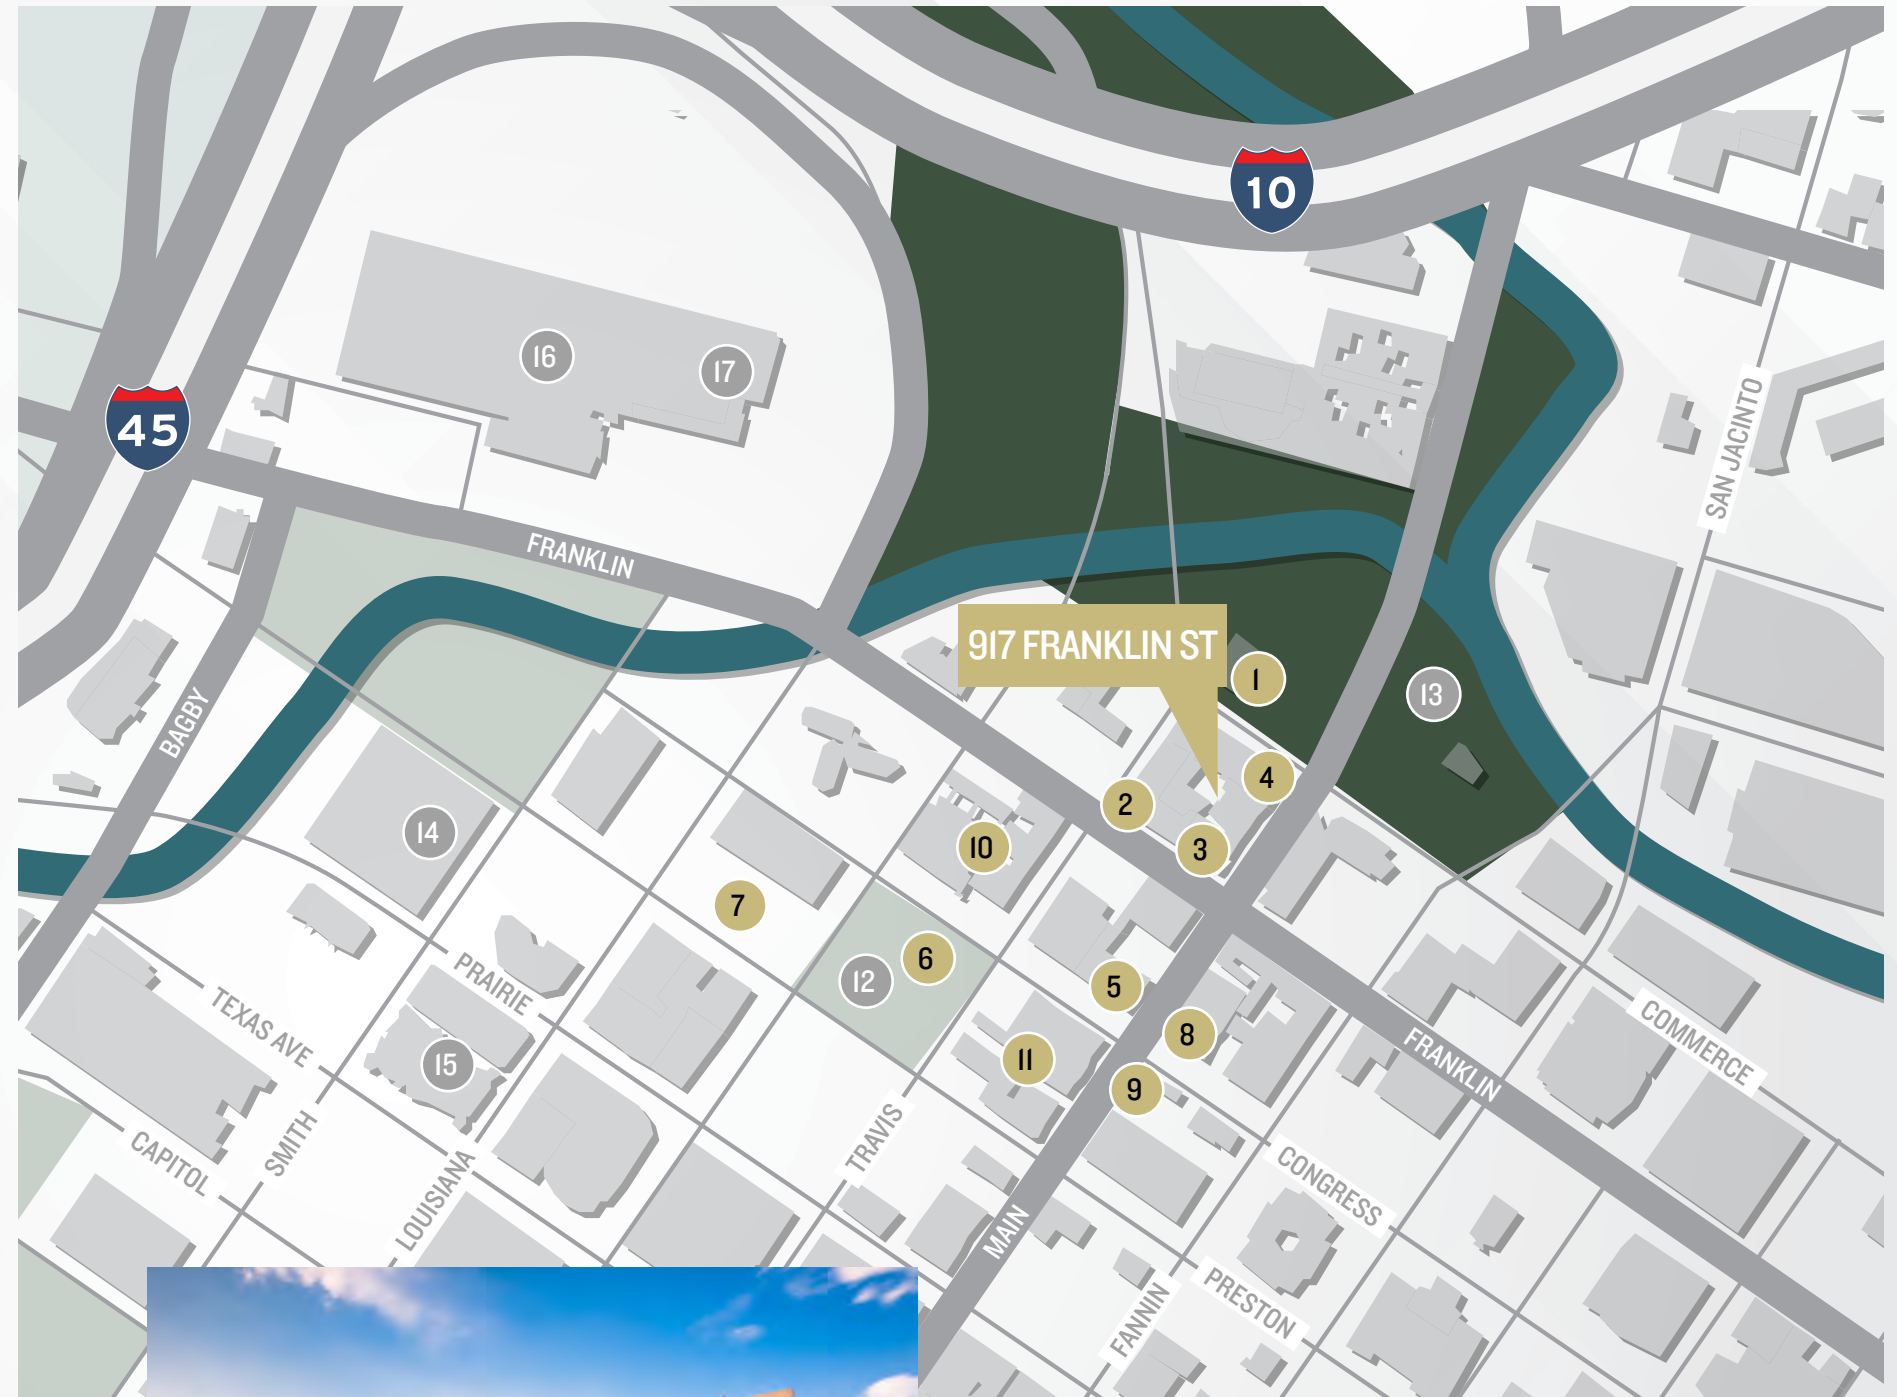 10
16
17
45
SAN JACINTO
FRANKLIN
917 FRANKLIN ST
1
13
BAGBY
4
2
14
10
3
7
6
12
5
PRAIRIE
TEXAS AVE
COMMERCE
8
FRANKLIN
11
15
9
SMITH
TRAVIS
CAPITOL
LOUISIANA
CONGRESS
MAIN
PRESTON
FANNIN